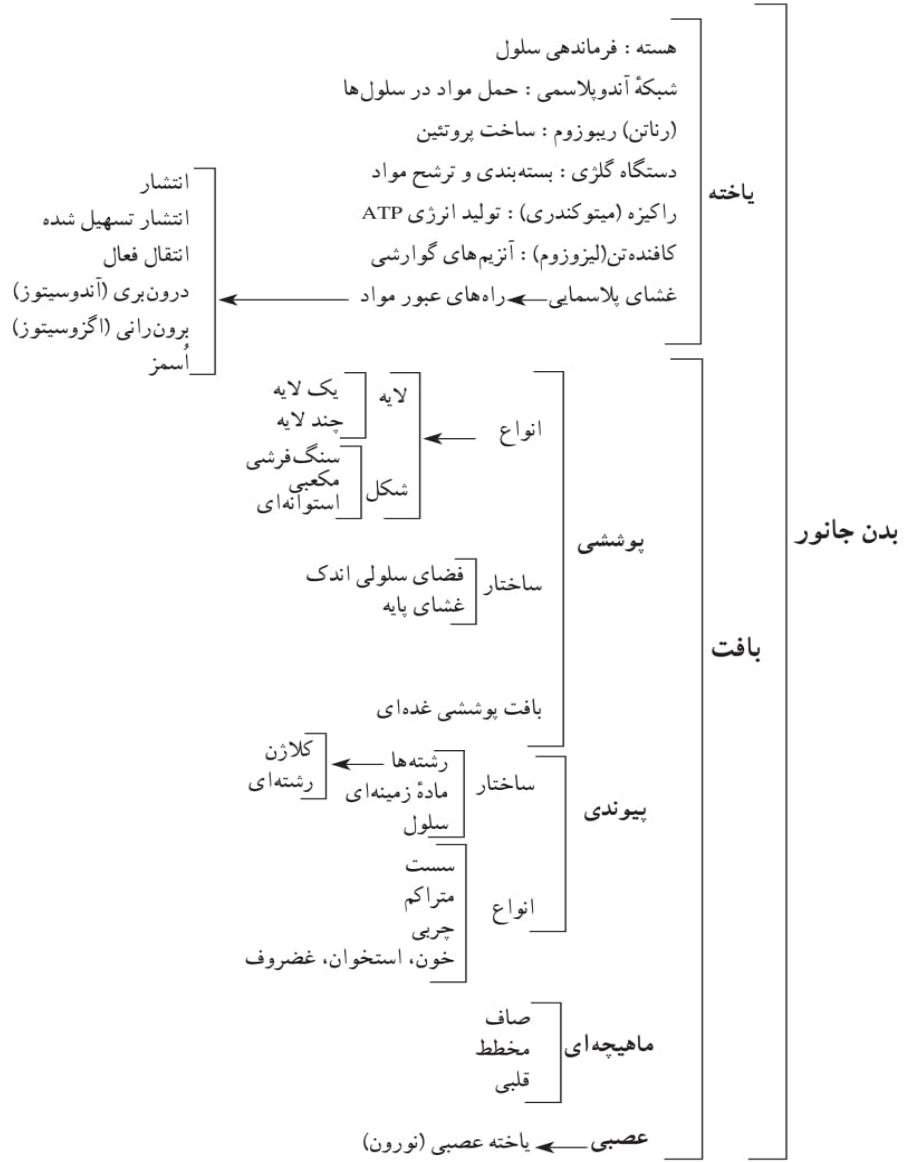 بدن جانور
یاخته
هسته : فرماندهی سلول
شبکهٔ آندوپلاسمی : حمل مواد در سلول‌ها
(رناتن) ریبوزوم : ساخت پروتئین
دستگاه گلژی : بسته‌بندی و ترشح مواد
راکیزه (میتوکندری) : تولید انرژی ATP
کافنده‌تن(لیزوزوم) : آنزیم‌های گوارشی
غشای پلاسمایی راه‌های عبور مواد
انتشار
انتشار تسهیل شده
انتقال فعال
درون‌بری (آندوسیتوز)
برون‌رانی (اگزوسیتوز)
اُسمز
بافت
پوششی
انواع
لایه
یک لایه
چند لایه
شکل
سنگ‌فرشی
مکعبی
استوانه‌ای
ساختار
فضای سلولی اندک
غشای پایه
بافت پوششی غده‌ای
پیوندی
ساختار
رشته‌ها
کلاژن
رشته‌ای
مادهٔ زمینه‌ای
سلول
انواع
سست
متراکم
چربی
خون، استخوان، غضروف
ماهیچه‌ای
صاف
مخطط
قلبی
عصبی یاخته عصبی (نورون)